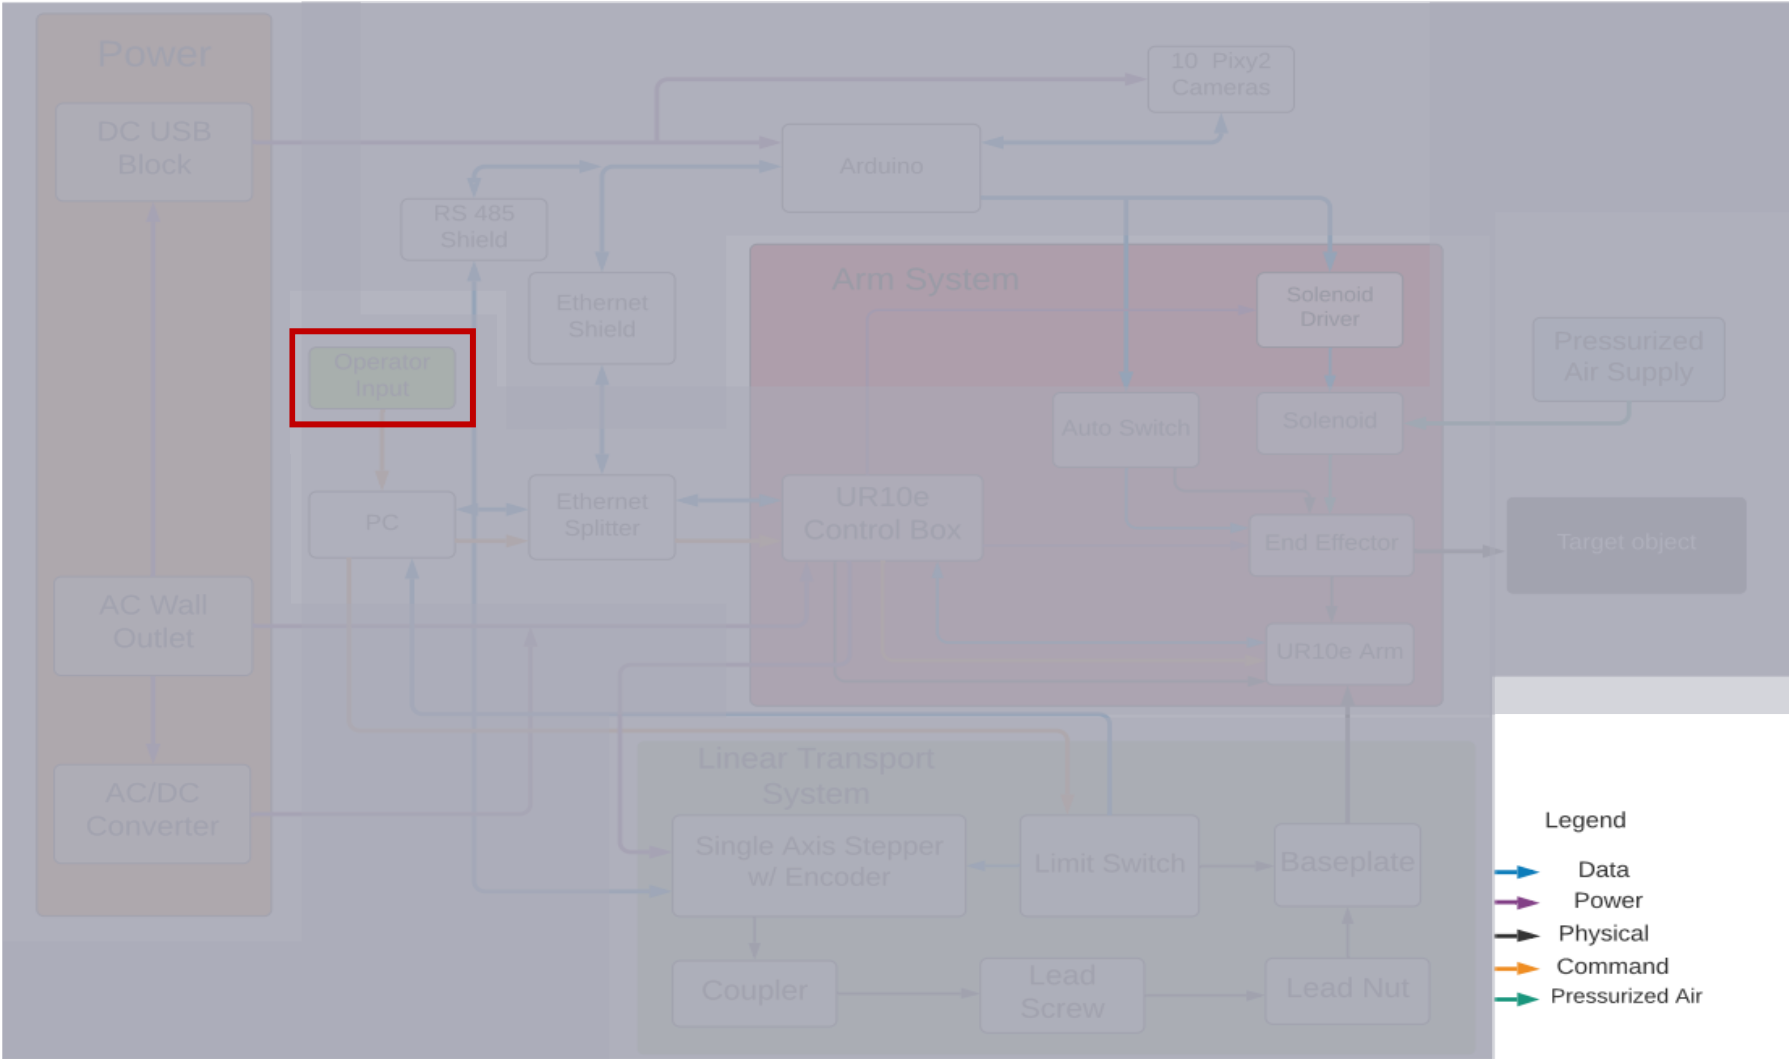 Power
10 Pixy2
Cameras
DC USB
Block
Arduino
RS 485
Shield
Arm System
Ethernet
Shield
Solenoid
Driver
Operator
Input
Pressurized
Air Supply
Auto Switch
Solenoid
PC
Ethernet
Splitter
UR10e
Control Box
End Effector
Target object
AC Wall
Outlet
UR10e Arm
Linear Transport
System
AC/DC
Converter
Single Axis Stepper
w/ Encoder
Limit Switch
Baseplate
Coupler
Lead
Screw
Lead Nut
Legend
Data
Power
Physical
Command
Pressurized Air